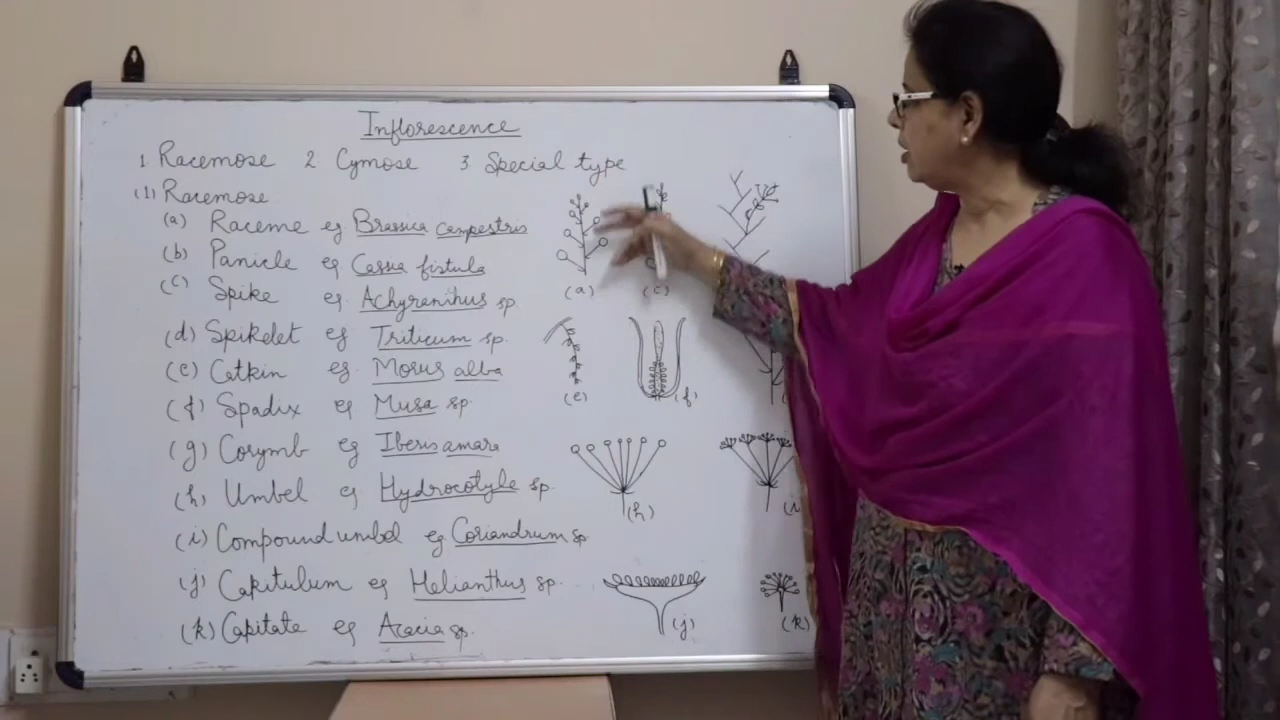 Inflorescence
1. Racemose 2. Cymose 3. Special type
(1) Racemose
(a) Raceme eg Brassica campestris
(b) Panicle eg Cassia fistula
(c) Spike eg. Achyranthus sp.
(d) Spikelet eg Triticum sp.
(e) Catkin eg. Morus alba
(f) Spadix eg Musa sp.
(g) Corymb eg Iberis amara
(h) Umbel eg Hydrocotyle sp.
(i) Compound umbel eg Coriandrum sp
(j) Capitulum eg Helianthus sp.
(k) Capitate eg Acacia sp.
(a) (c)
(e) (f)
(h) (i
(j) (k)